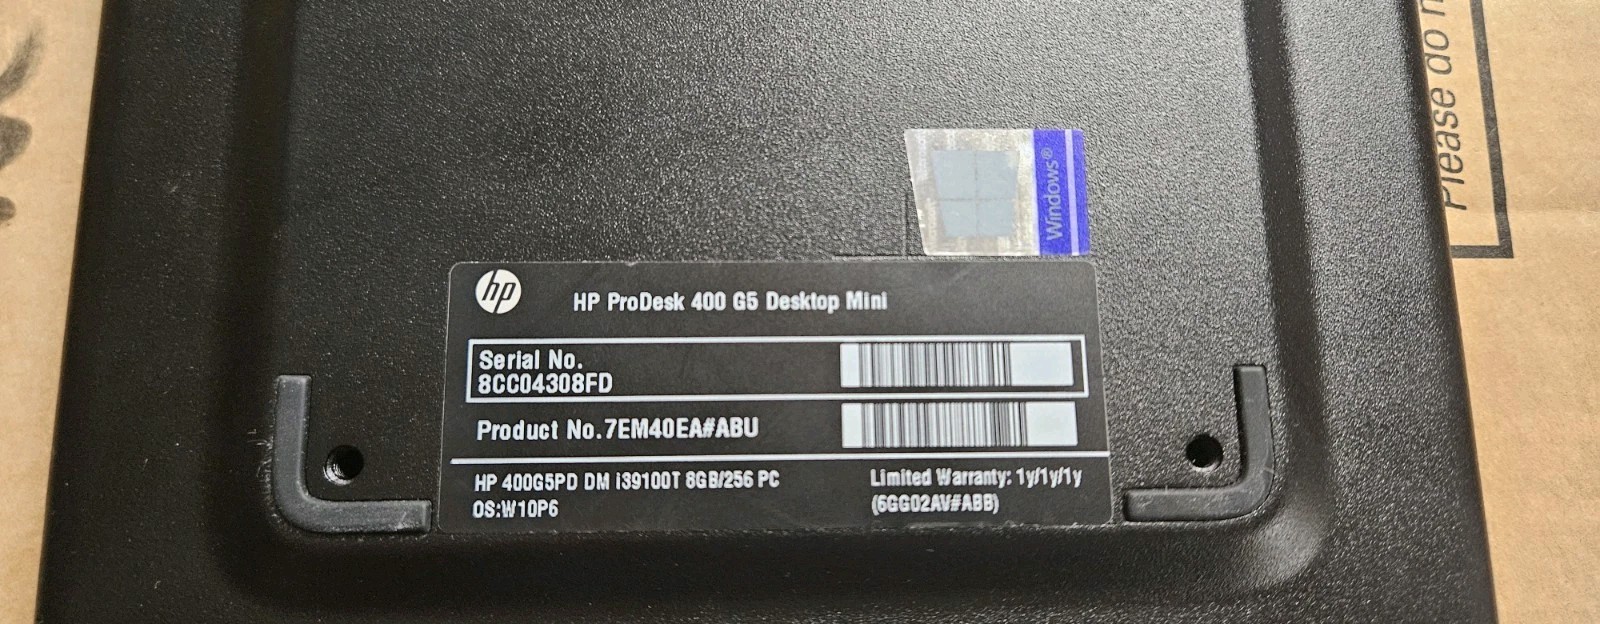 Please do n
Windows®
hp
HP ProDesk 400 G5 Desktop Mini
Serial No.
8CC04308FD
Product No.7EM40EA#ABU
HP 400G5PD DM i39100T 8GB/256 PC
OS:W10P6
Limited Warranty: 1y/1y/1y
(6GG02AV#ABB)